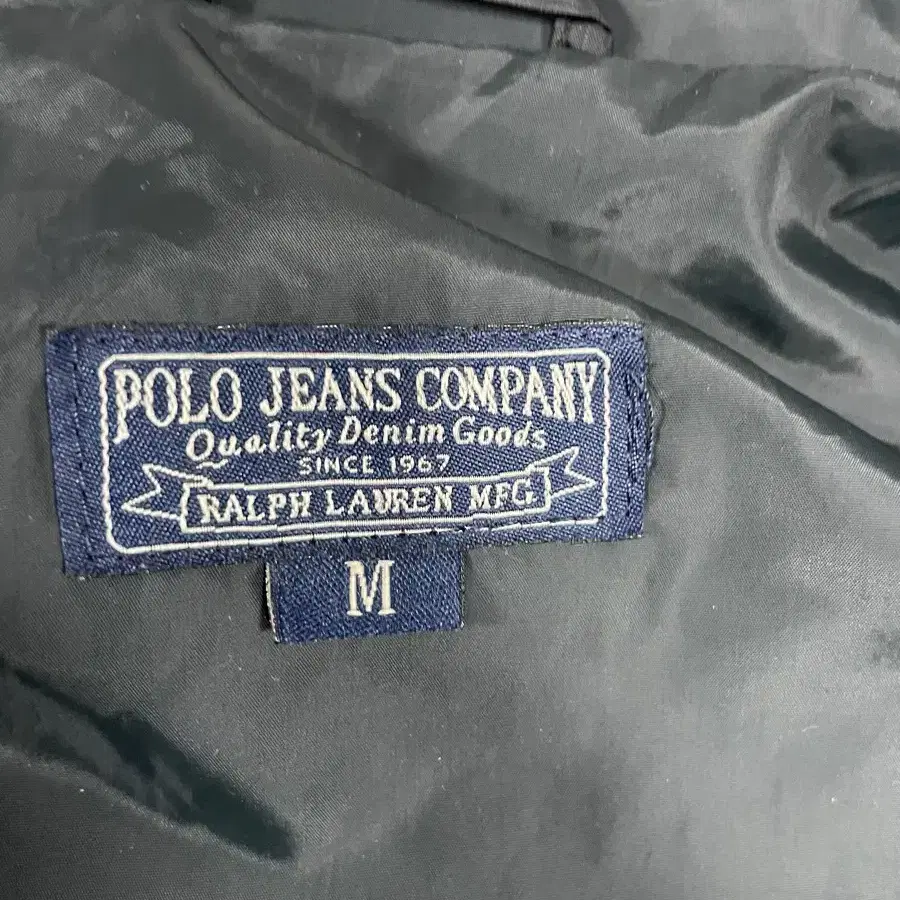 POLO JEANS COMPANY
Quality Denim Goods
SINCE 1967
RALPH LAUREN MFG.
M